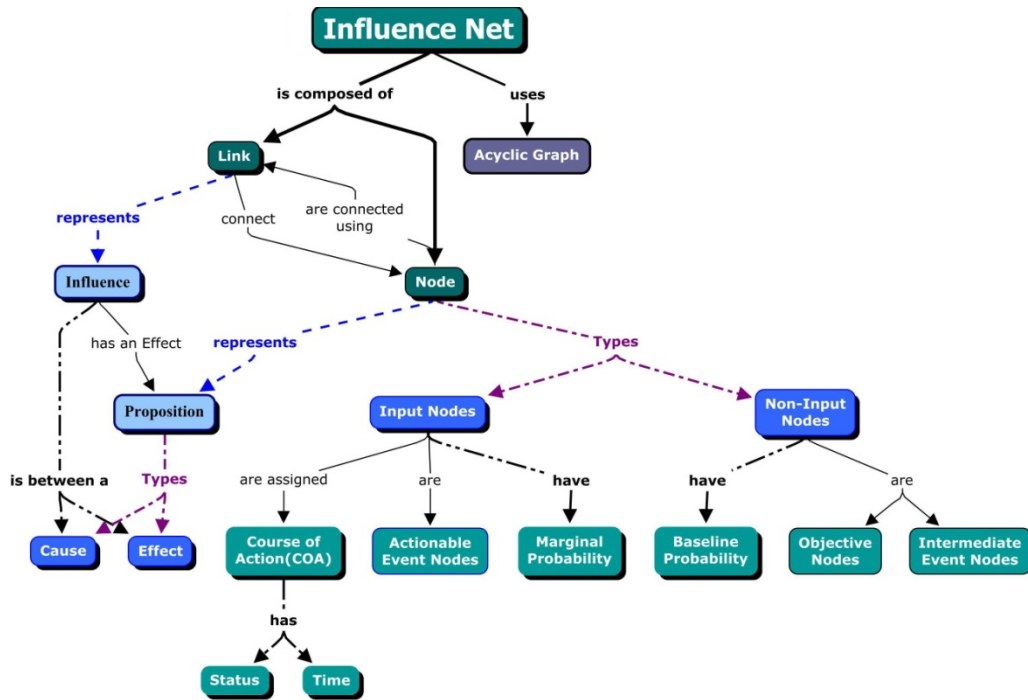 Influence Net
is composed of
uses
Link
Acyclic Graph
represents
connect
are connected
using
Influence
Node
has an Effect
represents
Types
Proposition
Input Nodes
Non-Input
Nodes
is between a
Types
are assigned
are
have
have
are
Cause
Effect
Course of
Action(COA)
Actionable
Event Nodes
Marginal
Probability
Baseline
Probability
Objective
Nodes
Intermediate
Event Nodes
has
Status
Time